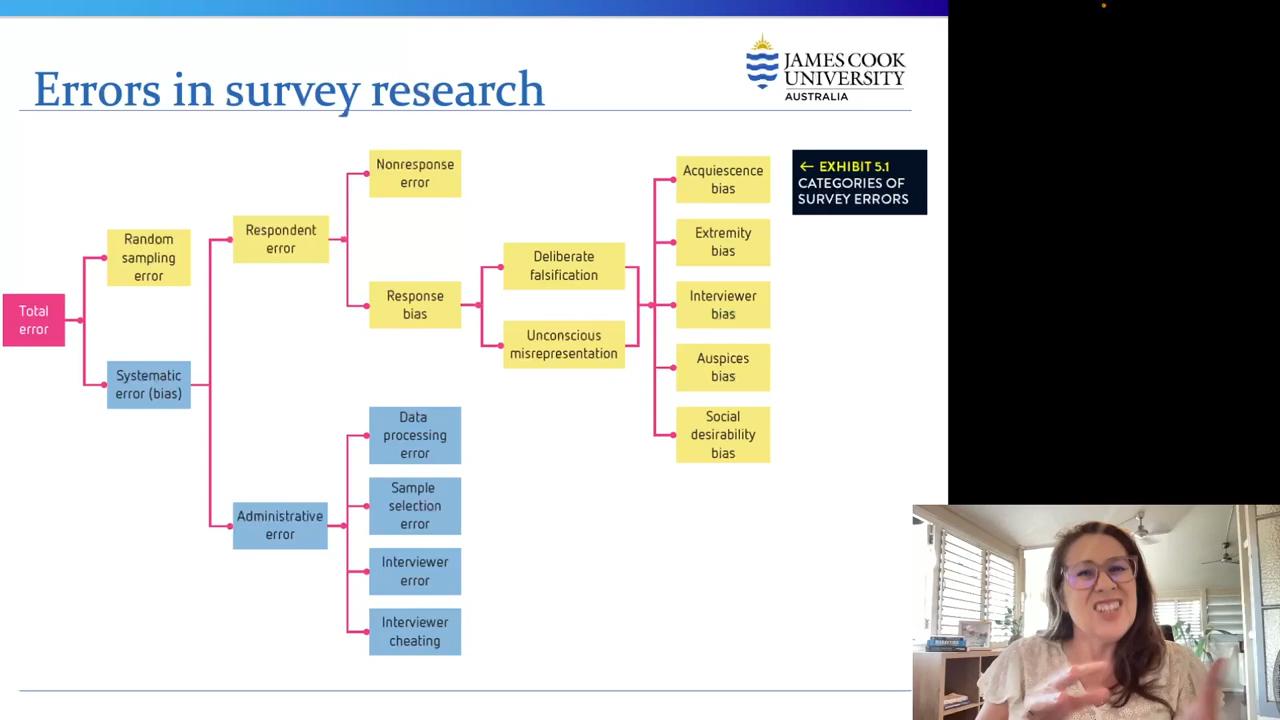 Errors in survey research
JAMES COOK
UNIVERSITY
AUSTRALIA
Total
error
Random
sampling
error
Systematic
error (bias)
Respondent
error
Administrative
error
Nonresponse
error
Response
bias
Data
processing
error
Sample
selection
error
Interviewer
error
Interviewer
cheating
Deliberate
falsification
Unconscious
misrepresentation
Acquiescence
bias
Extremity
bias
Interviewer
bias
Auspices
bias
Social
desirability
bias
← EXHIBIT 5.1
CATEGORIES OF
SURVEY ERRORS